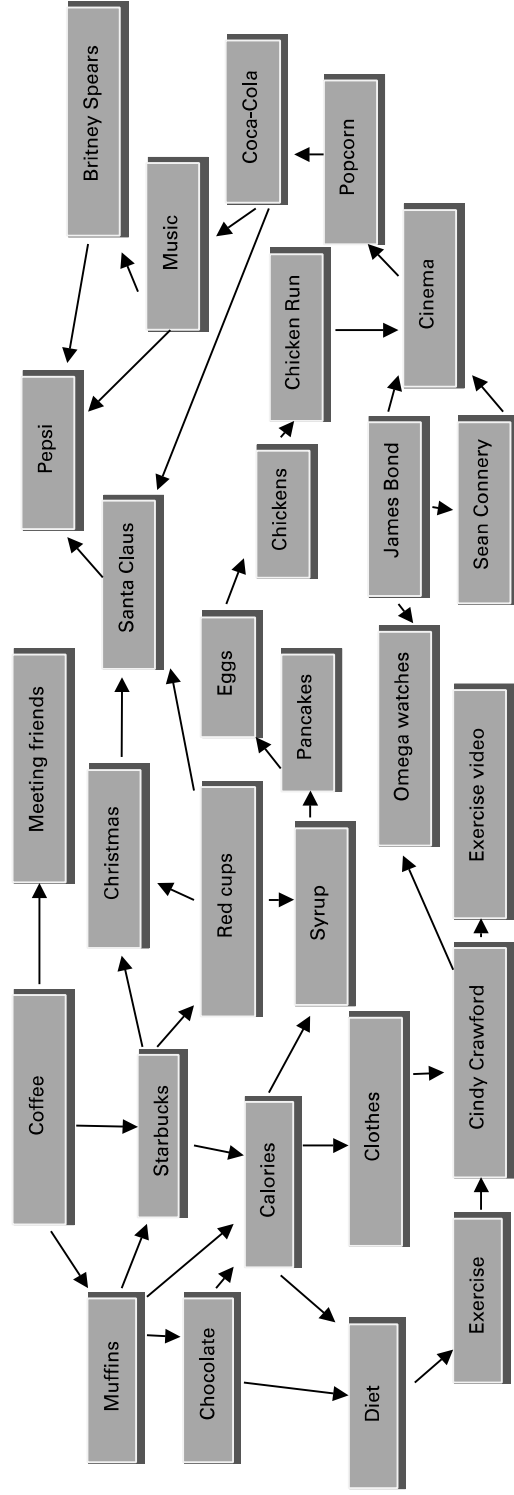 Coffee
Meeting friends
Pepsi
Britney Spears
Muffins
Christmas
Santa Claus
Starbucks
Music
Chocolate
Red cups
Eggs
Coca-Cola
Calories
Chickens
Chicken Run
Syrup
Pancakes
Popcorn
Diet
Clothes
Omega watches
James Bond
Cinema
Exercise
Cindy Crawford
Exercise video
Sean Connery